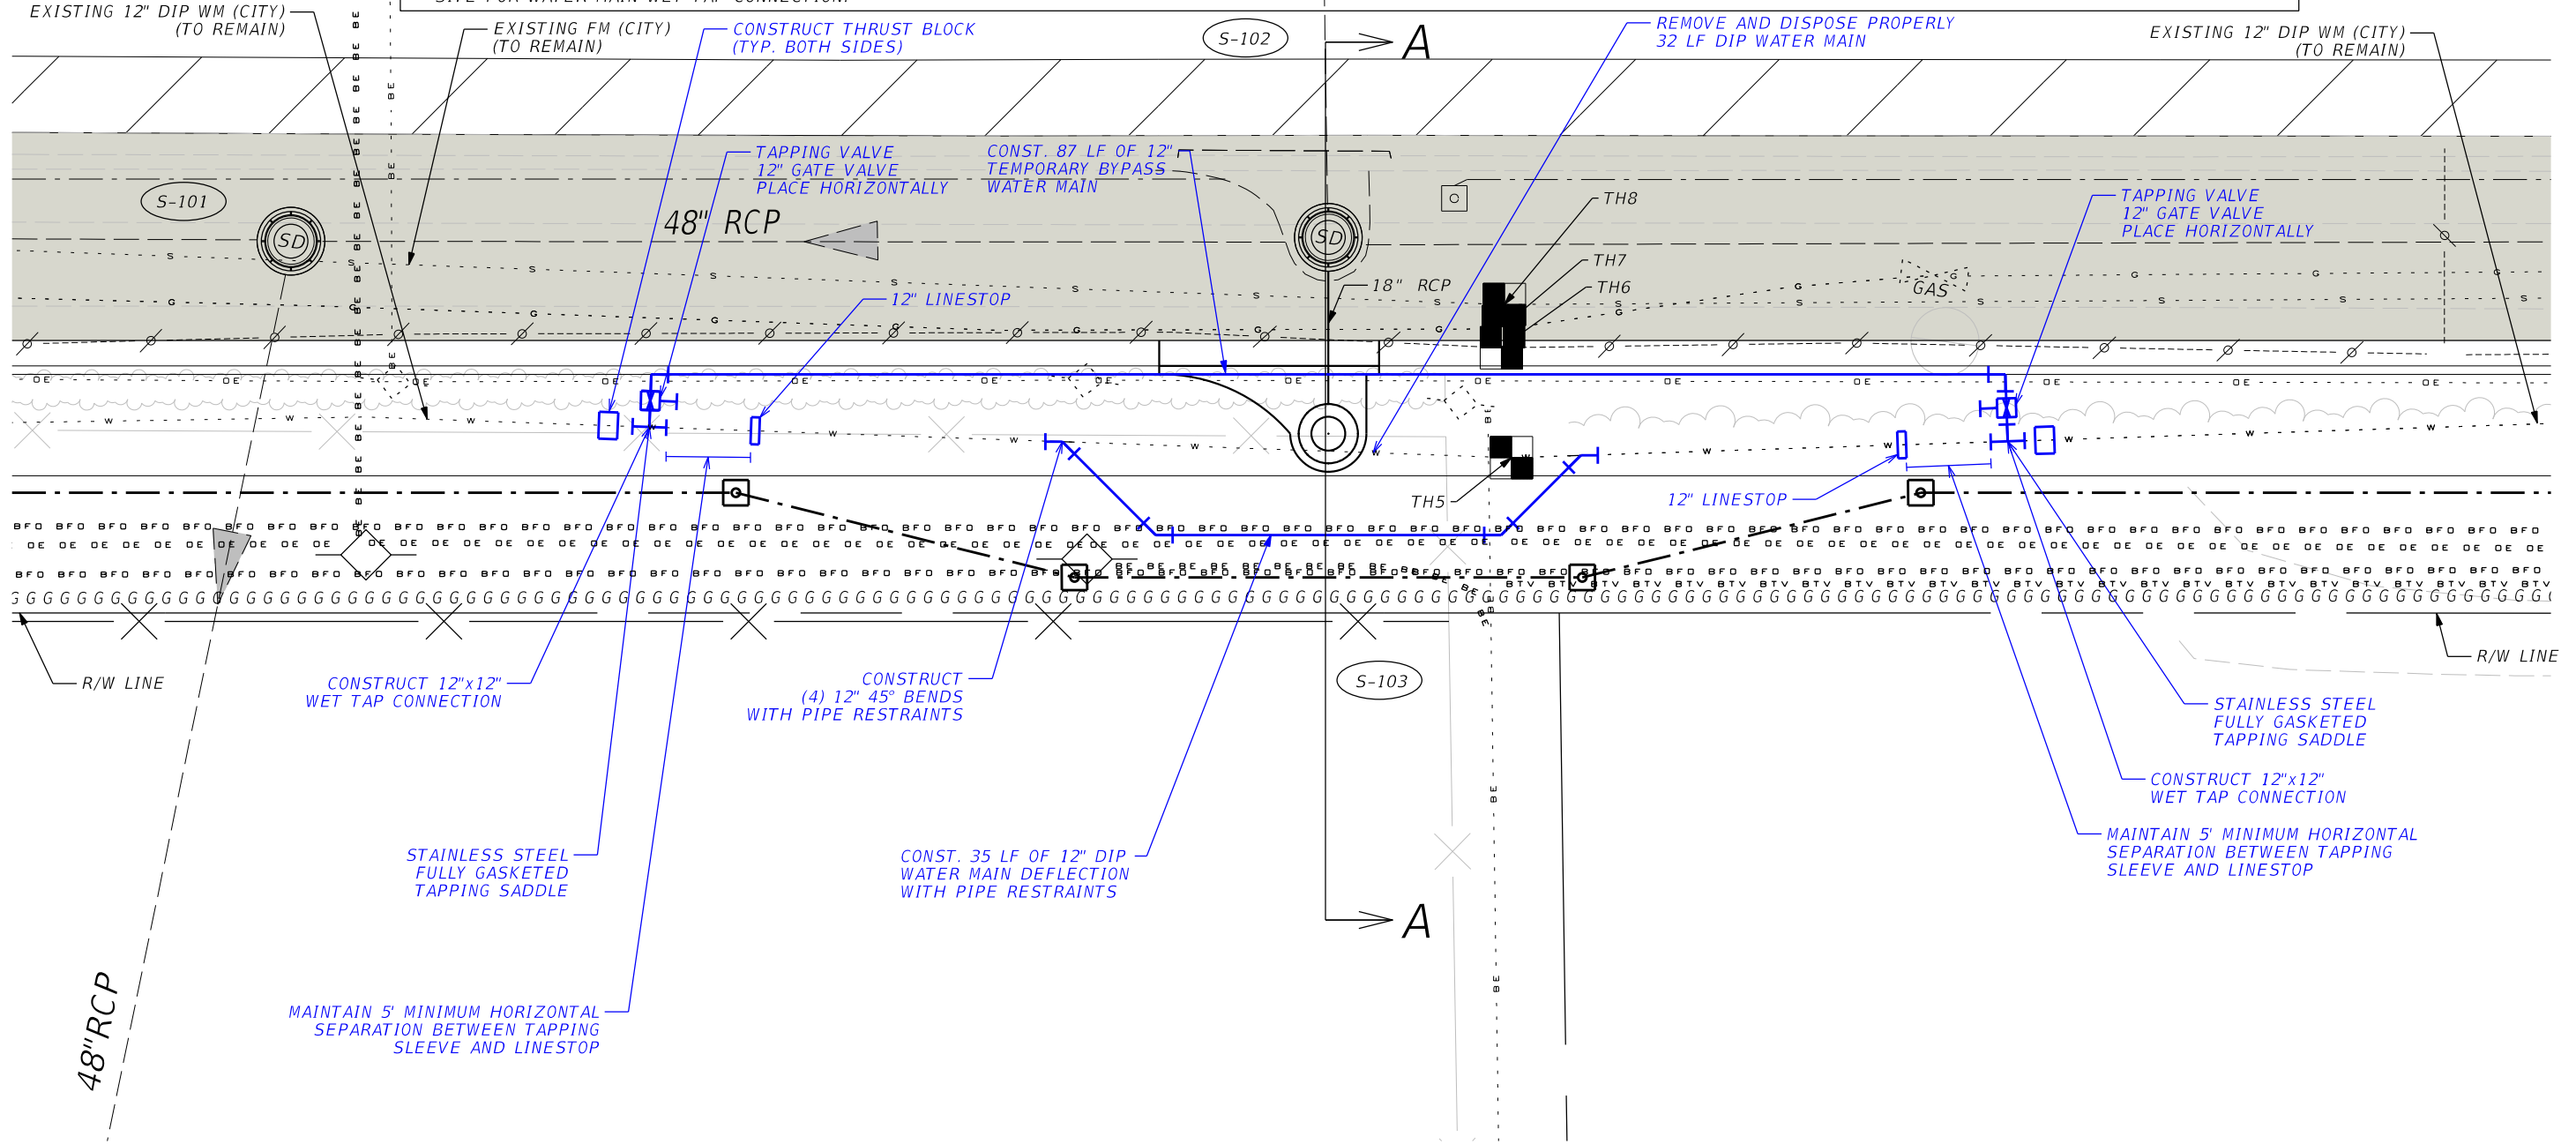 EXISTING 12" DIP WM (CITY)
(TO REMAIN)
EXISTING FM (CITY)
(TO REMAIN)
CONSTRUCT THRUST BLOCK
(TYP. BOTH SIDES)
S-102
A
REMOVE AND DISPOSE PROPERLY
32 LF DIP WATER MAIN
EXISTING 12" DIP WM (CITY)
(TO REMAIN)
S-101
SD
48" RCP
TAPPING VALVE
12" GATE VALVE
PLACE HORIZONTALLY
CONST. 87 LF OF 12"
TEMPORARY BYPASS
WATER MAIN
SD
TH8
TH7
TH6
18" RCP
GAS
TAPPING VALVE
12" GATE VALVE
PLACE HORIZONTALLY
12" LINESTOP
TH5
12" LINESTOP
R/W LINE
CONSTRUCT 12"x12"
WET TAP CONNECTION
CONSTRUCT
(4) 12" 45° BENDS
WITH PIPE RESTRAINTS
S-103
R/W LINE
STAINLESS STEEL
FULLY GASKETED
TAPPING SADDLE
CONSTRUCT 12"x12"
WET TAP CONNECTION
MAINTAIN 5' MINIMUM HORIZONTAL
SEPARATION BETWEEN TAPPING
SLEEVE AND LINESTOP
STAINLESS STEEL
FULLY GASKETED
TAPPING SADDLE
CONST. 35 LF OF 12" DIP
WATER MAIN DEFLECTION
WITH PIPE RESTRAINTS
A
MAINTAIN 5' MINIMUM HORIZONTAL
SEPARATION BETWEEN TAPPING
SLEEVE AND LINESTOP
48"RCP